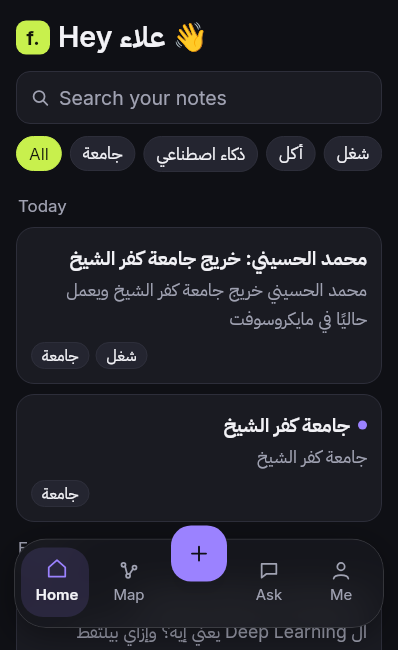 f. Hey علاء 👋
Search your notes
All جامعة ذكاء اصطناعي أكل شغل
Today
محمد الحسيني: خريج جامعة كفر الشيخ
محمد الحسيني خريج جامعة كفر الشيخ ويعمل
حاليًا في مايكروسوفت
شغل جامعة
جامعة كفر الشيخ
جامعة كفر الشيخ
جامعة
+
Home Map Ask Me
ال Deep Learning يعني إيه؟ وإزاي بيلتقط